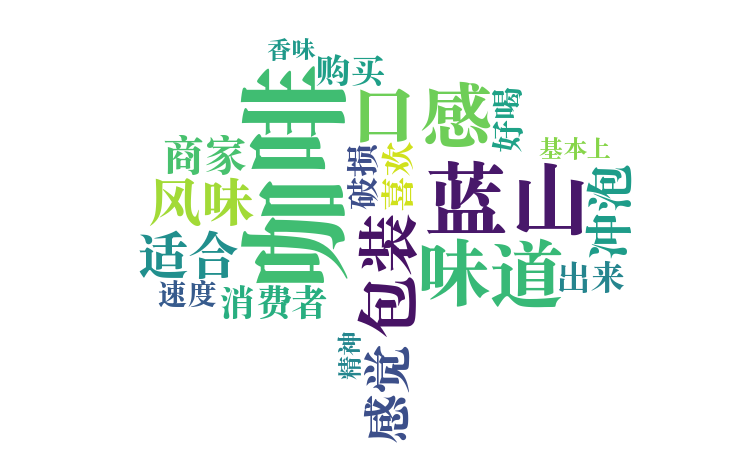 香味
购买
咖啡
口感
好喝
商家
破损
喜欢
基本上
风味
蓝山
冲泡
适合
包装
味道
出来
速度
消费者
精神
感觉